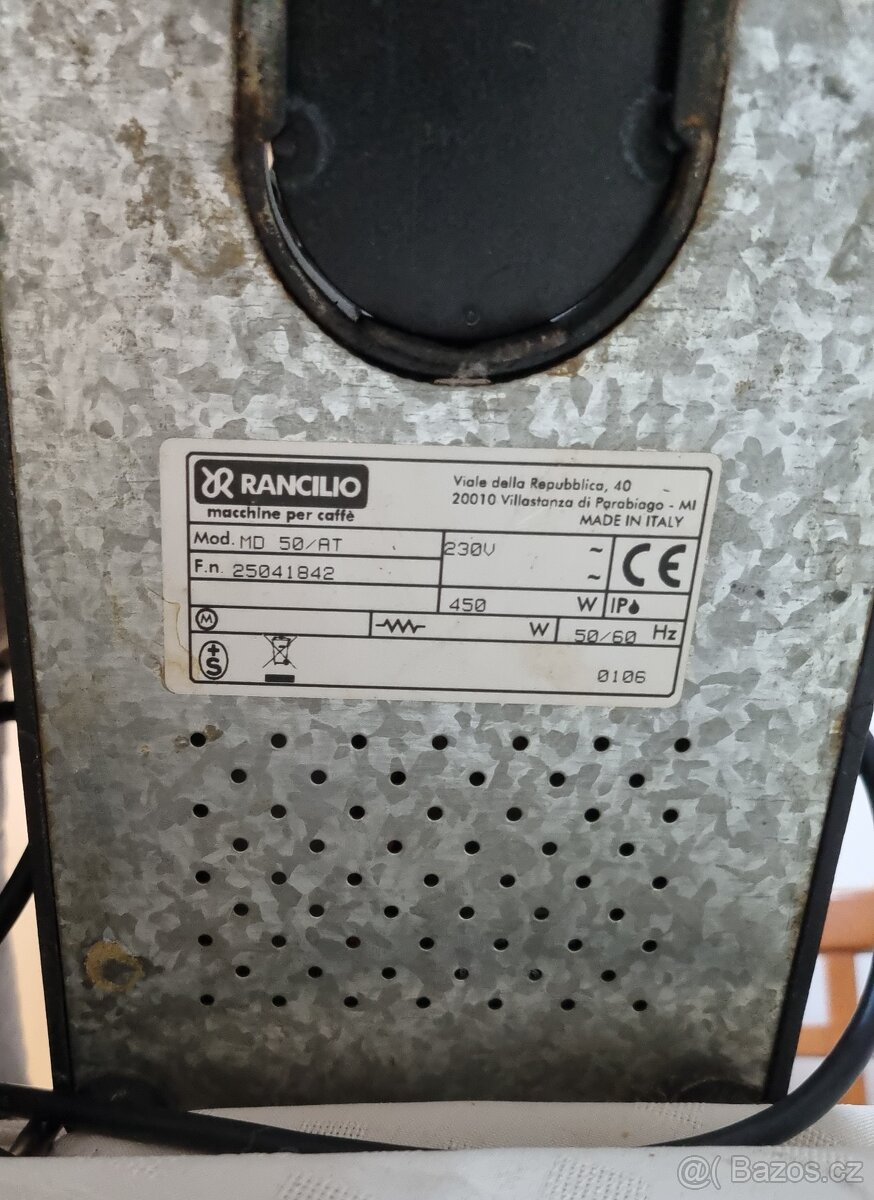 RANCILIO
macchine per caffè
Viale della Repubblica, 40
20010 Villastanza di Parabiago - MI
MADE IN ITALY
Mod. MD 50/AT
230V ~
~
CE
F.n. 25041842
450 W
IP
M
W
50/60 Hz
+S
0106
@( Bazos.cz